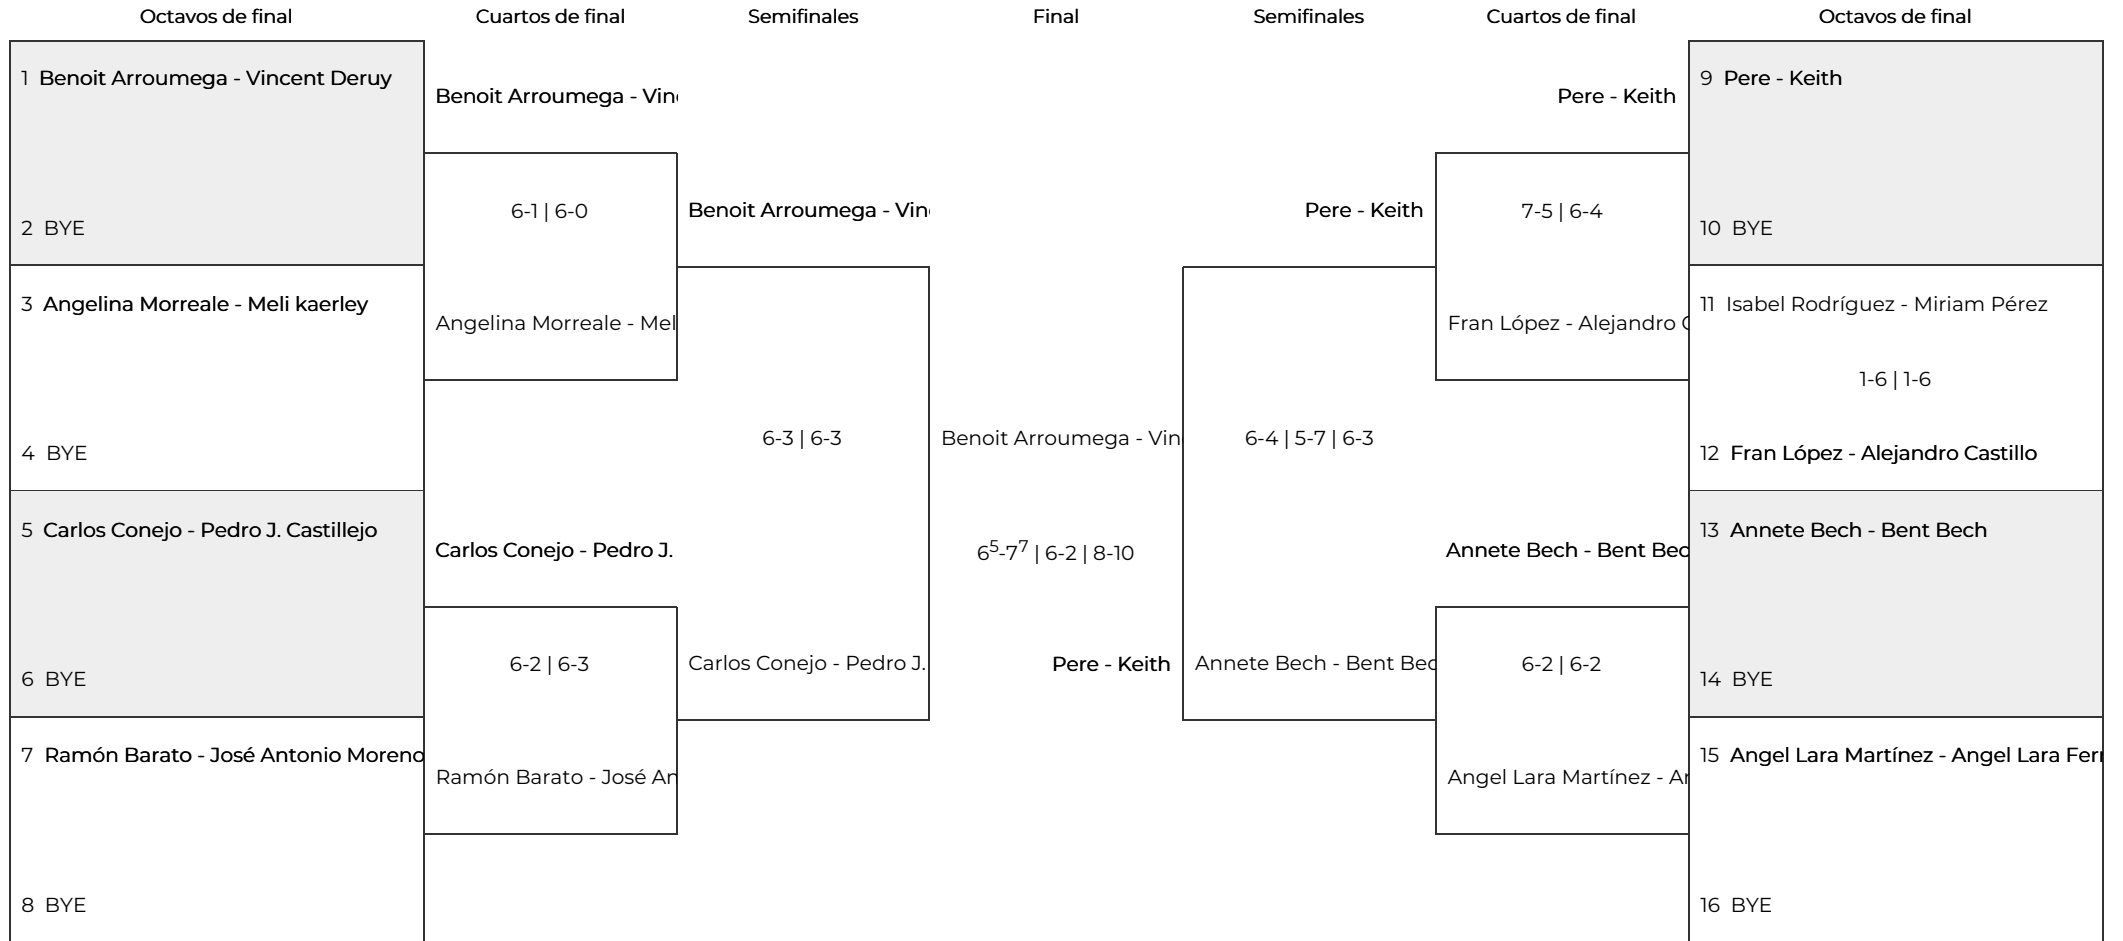 Octavos de final
Cuartos de final
Semifinales
Final
Semifinales
Cuartos de final
Octavos de final
1 Benoit Arroumega - Vincent Deruy
2 BYE
3 Angelina Morreale - Meli kaerley
4 BYE
5 Carlos Conejo - Pedro J. Castillejo
6 BYE
7 Ramón Barato - José Antonio Moreno
8 BYE
Benoit Arroumega - Vin
6-1 | 6-0
Angelina Morreale - Mel
Carlos Conejo - Pedro J.
6-2 | 6-3
Ramón Barato - José An
Benoit Arroumega - Vin
6-3 | 6-3
Carlos Conejo - Pedro J.
Benoit Arroumega - Vin
6⁵-7⁷ | 6-2 | 8-10
Pere - Keith
Pere - Keith
6-4 | 5-7 | 6-3
Annete Bech - Bent Bec
Pere - Keith
7-5 | 6-4
Fran López - Alejandro
Annete Bech - Bent Bec
6-2 | 6-2
Angel Lara Martínez - A
9 Pere - Keith
10 BYE
11 Isabel Rodríguez - Miriam Pérez
1-6 | 1-6
12 Fran López - Alejandro Castillo
13 Annete Bech - Bent Bech
14 BYE
15 Angel Lara Martínez - Angel Lara Fer
16 BYE